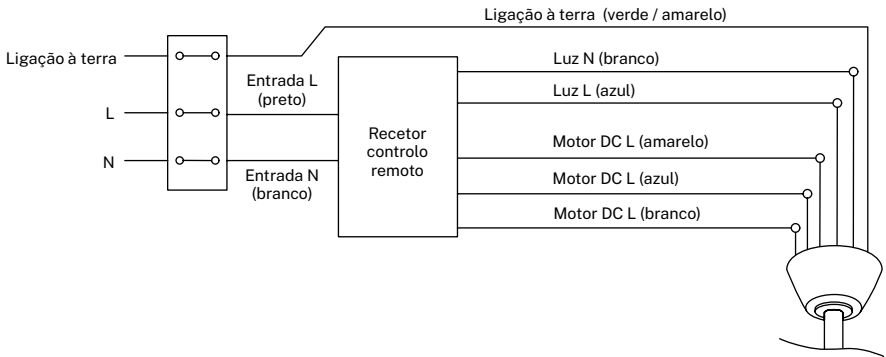 Ligação à terra (verde / amarelo)
Ligação à terra
Luz N (branco)
Entrada L
(preto)
Luz L (azul)
L
Recetor
controlo
remoto
Motor DC L (amarelo)
N
Entrada N
(branco)
Motor DC L (azul)
Motor DC L (branco)